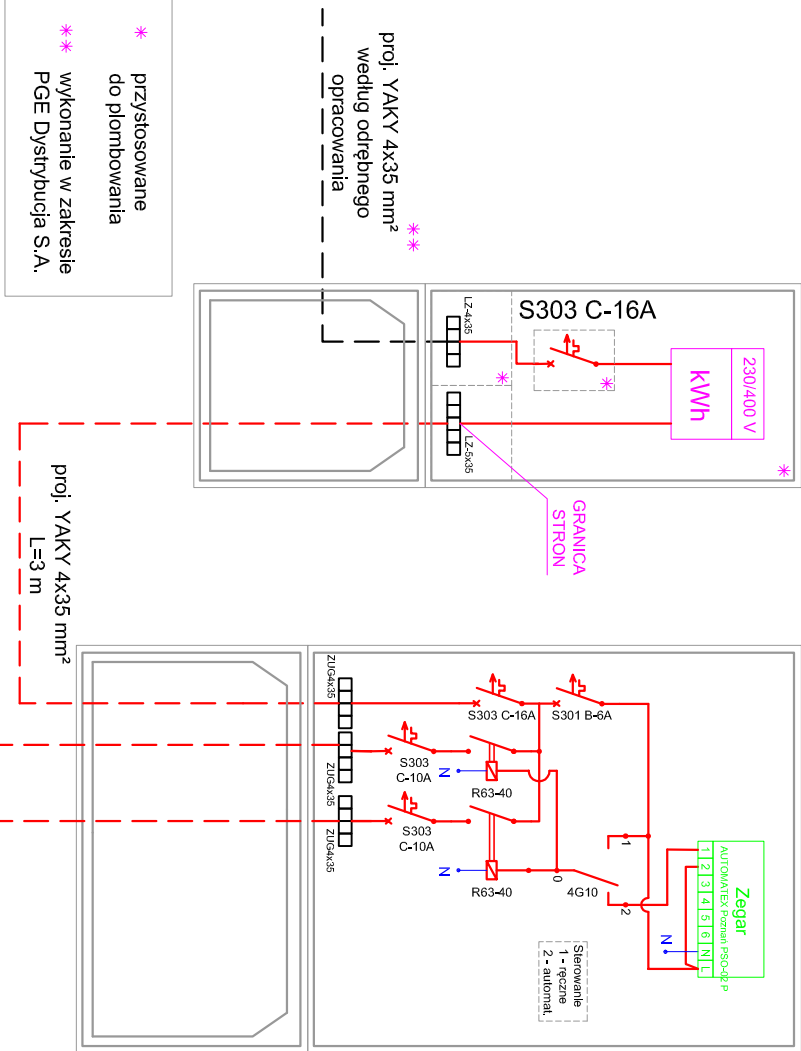 * przystosowane
do plombowania
** wykonanie w zakresie
PGE Dystrybucja S.A.
**
proj. YAKY 4x35 mm²
według odrębnego
opracowania
S303 C-16A
230/400 V
kWh
*
*
*
LZ-4x35
LZ-5x35
GRANICA
STRON
proj. YAKY 4x35 mm²
L=3 m
ZUG4x35
ZUG4x35
ZUG4x35
S303 C-16A
S301 B-6A
S303
C-10A
N
R63-40
S303
C-10A
N
R63-40
0
4G10
1
2
Zegar
AUTOMATEX Poznań PSO-02 P
1 2 3 4 5 6 N L
N
Sterowanie
1 - ręczne
2 - automat.